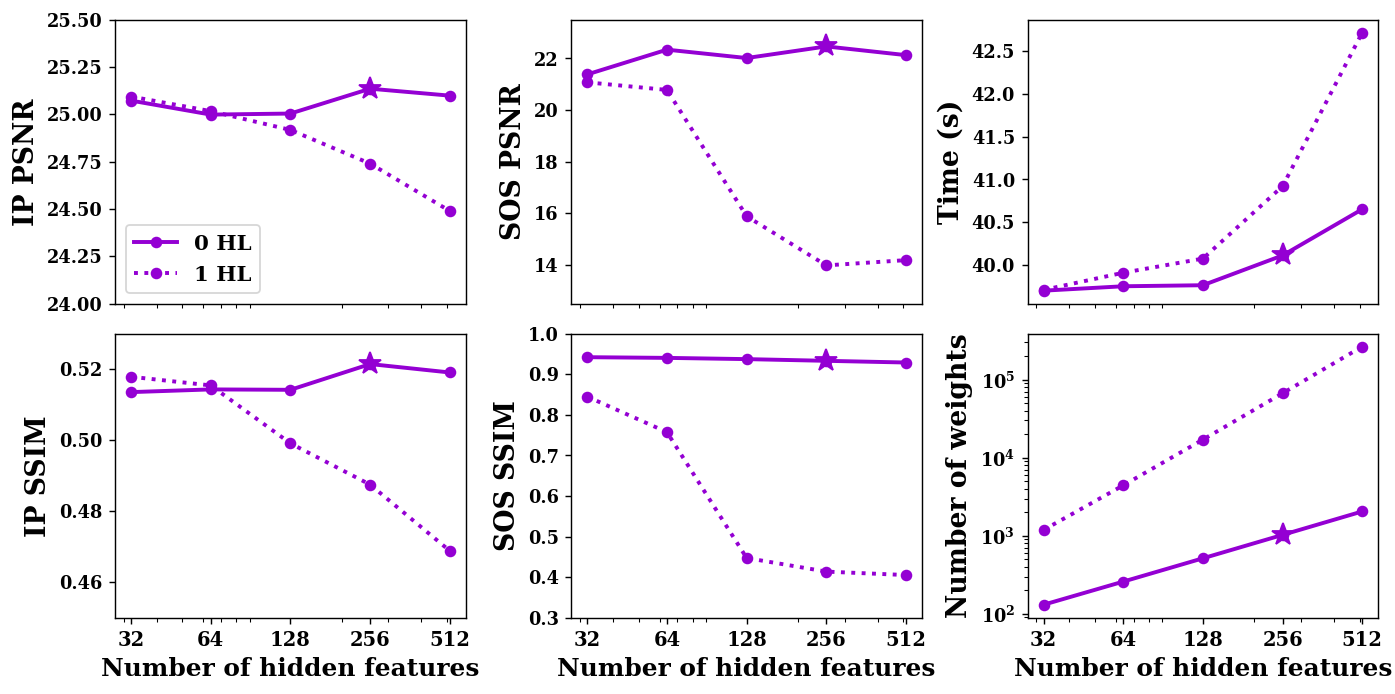 IP PSNR
25.50
25.25
25.00
24.75
24.50
24.25
24.00
0 HL
1 HL
SOS PSNR
22
20
18
16
14
Time (s)
42.5
42.0
41.5
41.0
40.5
40.0
IP SSIM
0.52
0.50
0.48
0.46
32 64 128 256 512
Number of hidden features
SOS SSIM
1.0
0.9
0.8
0.7
0.6
0.5
0.4
0.3
32 64 128 256 512
Number of hidden features
Number of weights
10⁵
10⁴
10³
10²
32 64 128 256 512
Number of hidden features